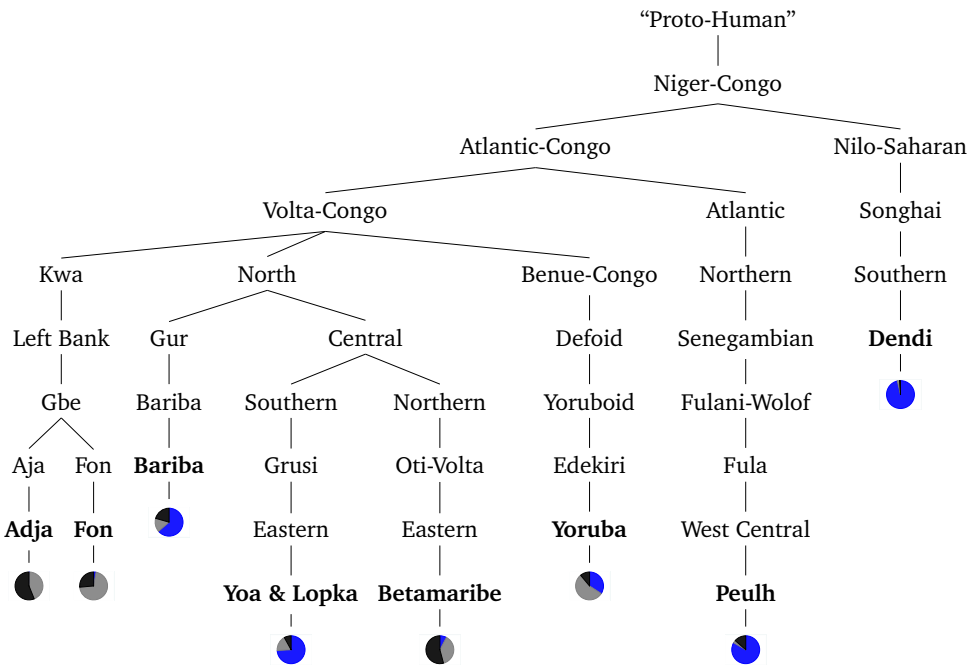 “Proto-Human”
Niger-Congo
Atlantic-Congo Nilo-Saharan
Volta-Congo Atlantic Songhai
Kwa North Benue-Congo Northern Southern
Left Bank Gur Central Defoid Senegambian Dendi
Gbe Bariba Southern Northern Yoruboid Fulani-Wolof
Aja Fon Bariba Grusi Oti-Volta Edekiri Fula
Adja Fon Eastern Eastern Yoruba West Central
Yoa & Lopka Betamaribe Peulh